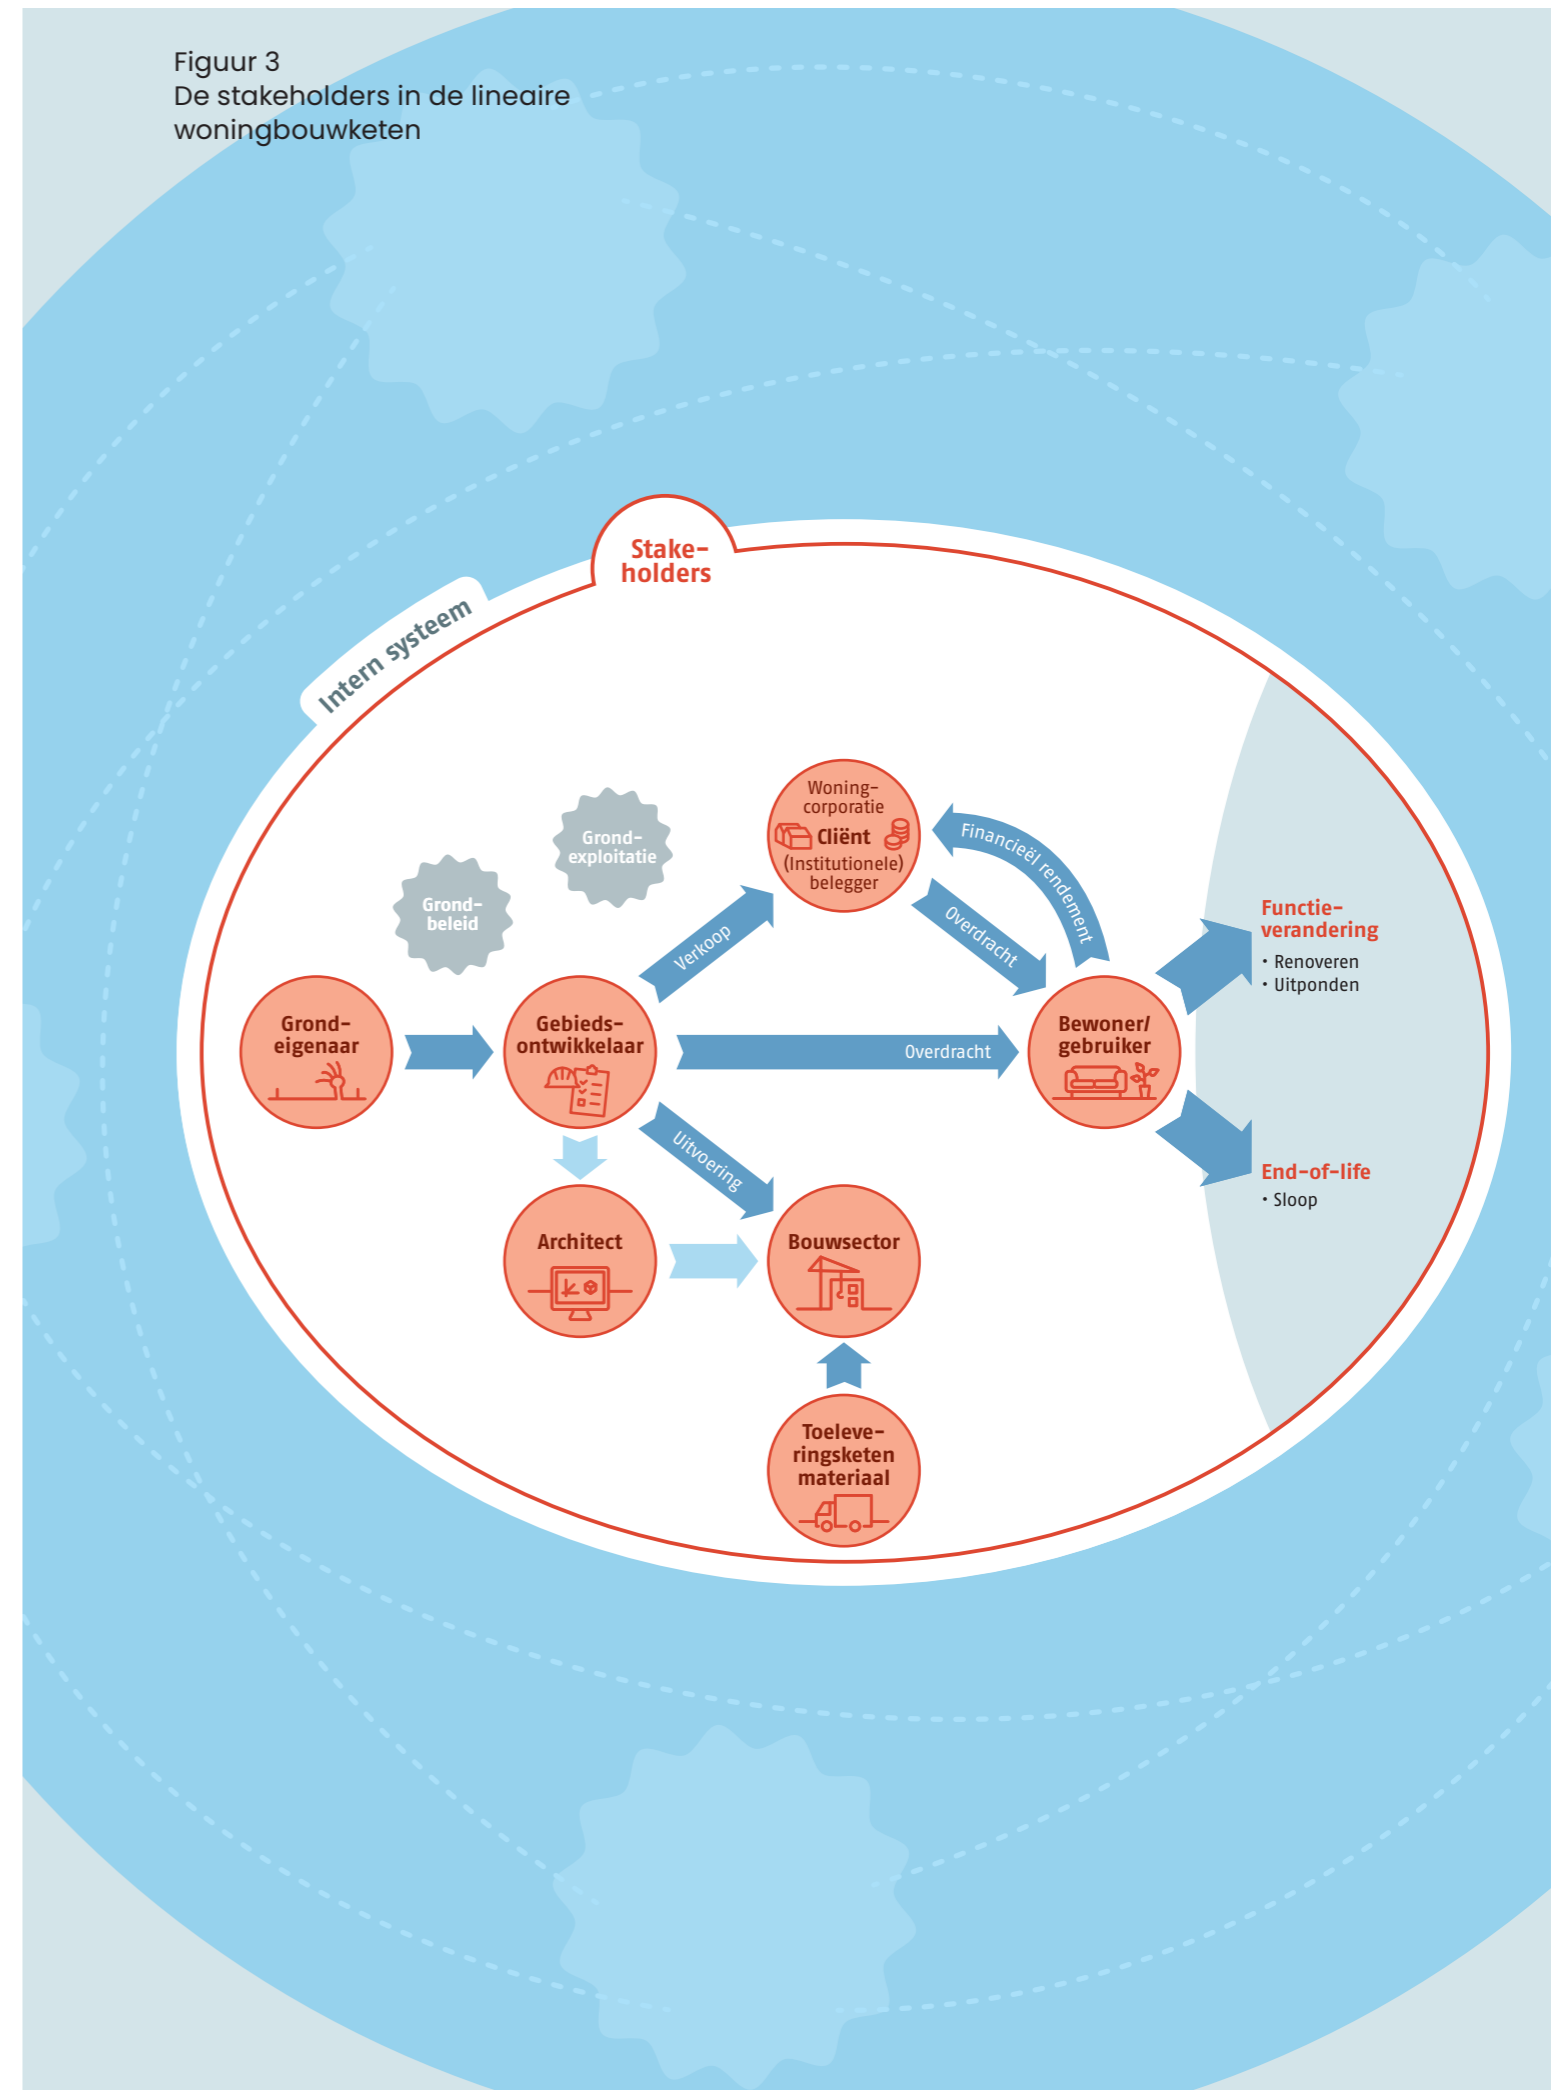 Figuur 3
De stakeholders in de lineaire
woningbouwketen
Stake-
holders
Intern systeem
Woning-
corporatie
Cliënt
(Institutionele)
belegger
Grond-
exploitatie
Grond-
beleid
Financieël rendement
Verkoop
Overdracht
Functie-
verandering
• Renoveren
• Uitponden
Grond-
eigenaar
Gebieds-
ontwikkelaar
Overdracht
Bewoner/
gebruiker
Uitvoering
End-of-life
• Sloop
Architect
Bouwsector
Toeleve-
ringsketen
materiaal